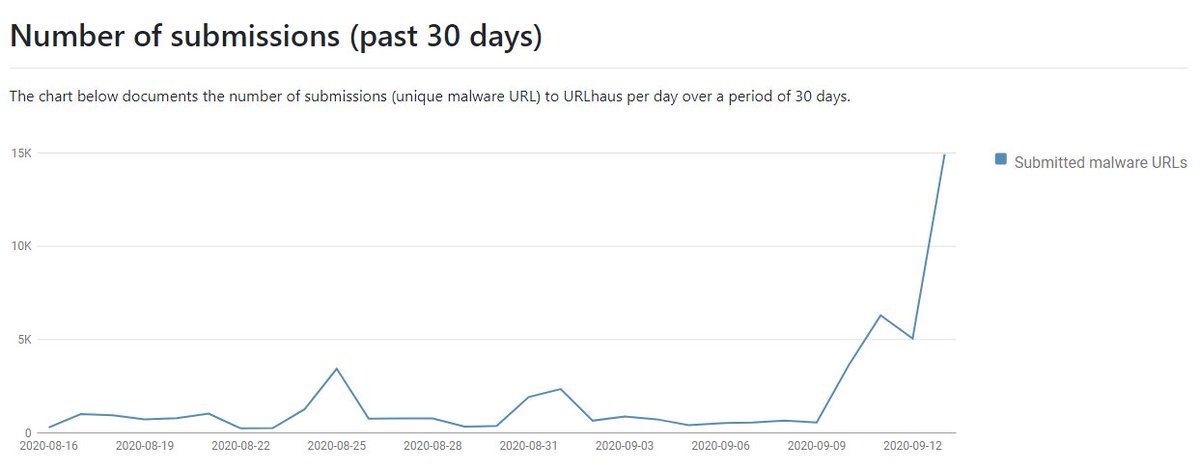 Number of submissions (past 30 days)
The chart below documents the number of submissions (unique malware URL) to URLhaus per day over a period of 30 days.
15K
Submitted malware URLs
10K
5K
0
2020-08-16 2020-08-19 2020-08-22 2020-08-25 2020-08-28 2020-08-31 2020-09-03 2020-09-06 2020-09-09 2020-09-12